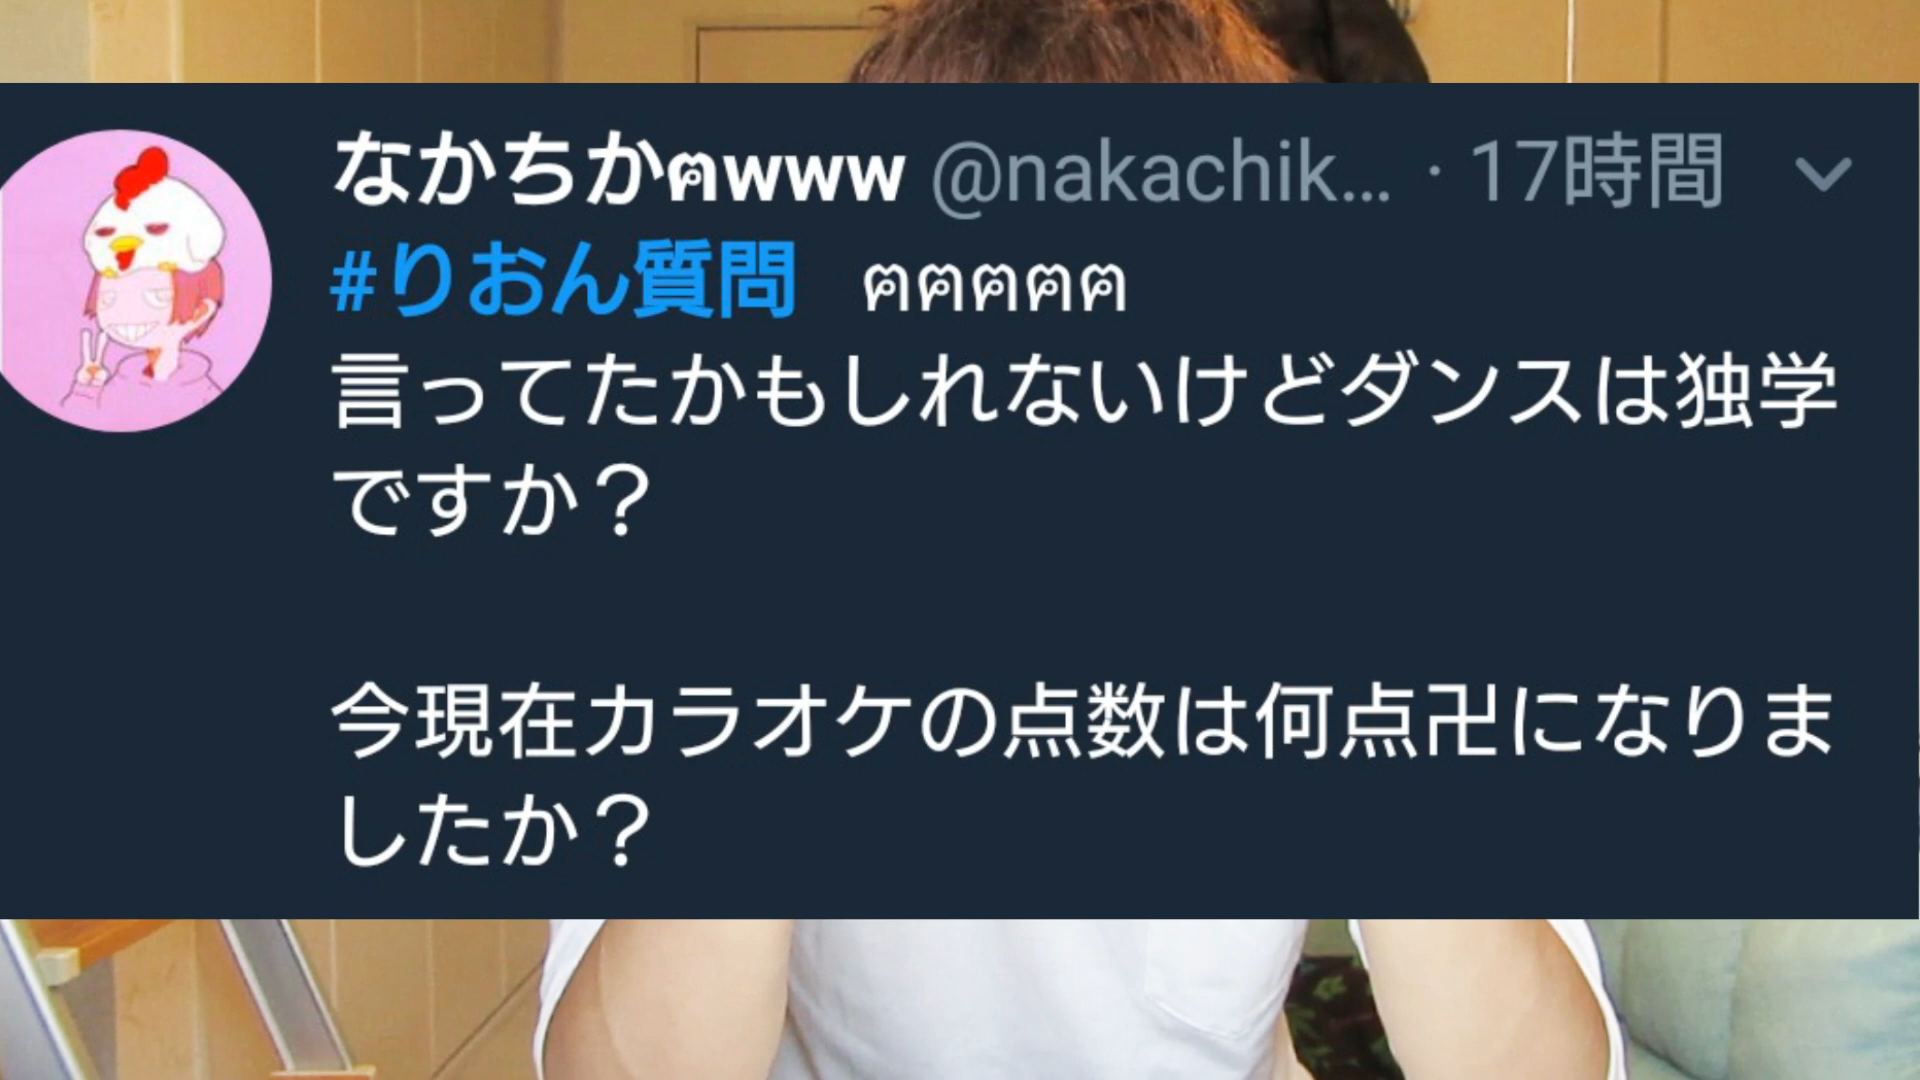 なかちかฅwww @nakachik... · 17時間
#りおん質問 ฅฅฅฅฅ
言ってたかもしれないけどダンスは独学
ですか？
今現在カラオケの点数は何点卍になりま
したか？